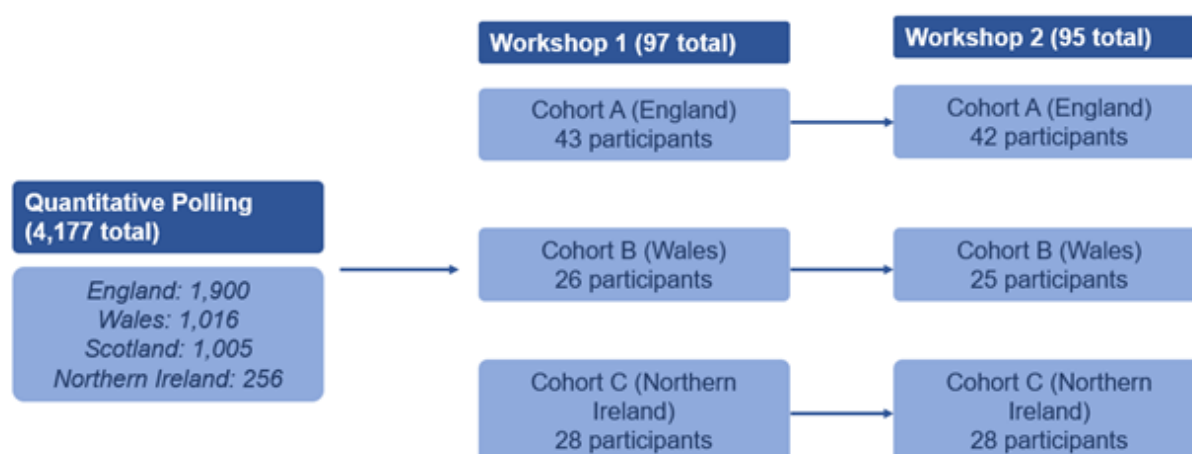 Quantitative Polling
(4,177 total)
England: 1,900
Wales: 1,016
Scotland: 1,005
Northern Ireland: 256
Workshop 1 (97 total)
Cohort A (England)
43 participants
Cohort B (Wales)
26 participants
Cohort C (Northern
Ireland)
28 participants
Workshop 2 (95 total)
Cohort A (England)
42 participants
Cohort B (Wales)
25 participants
Cohort C (Northern
Ireland)
28 participants